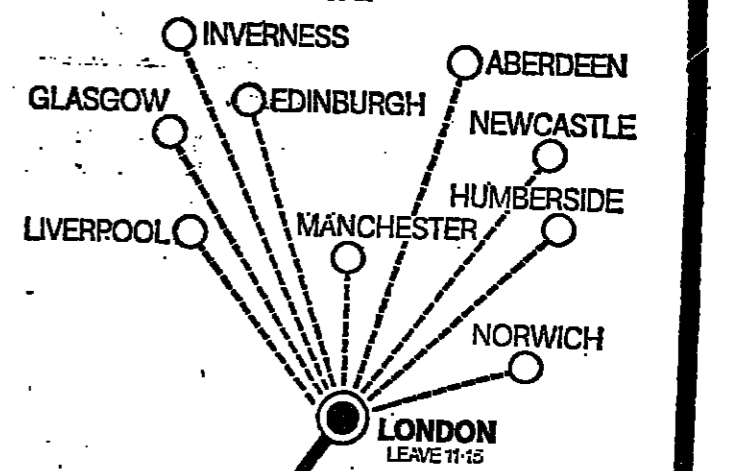 INVERNESS
ABERDEEN
GLASGOW
EDINBURGH
NEWCASTLE
HUMBERSIDE
LIVERPOOL
MANCHESTER
NORWICH
LONDON
LEAVE 11·15